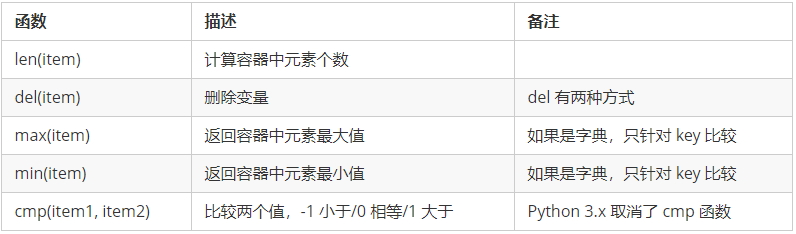 函数 描述 备注
len(item) 计算容器中元素个数
del(item) 删除变量 del 有两种方式
max(item) 返回容器中元素最大值 如果是字典，只针对 key 比较
min(item) 返回容器中元素最小值 如果是字典，只针对 key 比较
cmp(item1, item2) 比较两个值，-1 小于/0 相等/1 大于 Python 3.x 取消了 cmp 函数